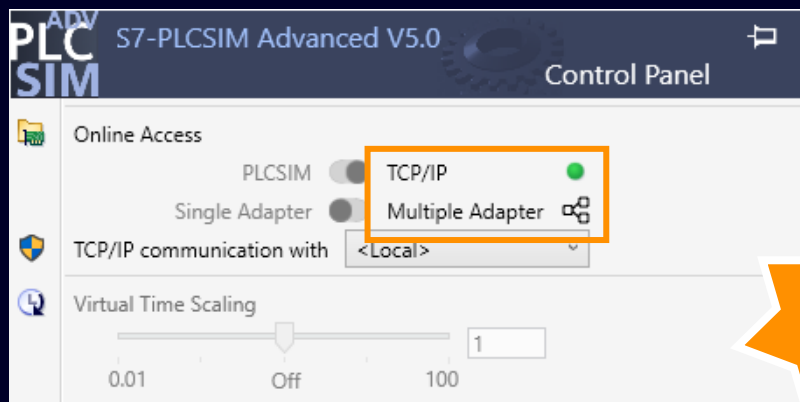 ADV
PLC
SIM
S7-PLCSIM Advanced V5.0
Control Panel
Online Access
PLCSIM TCP/IP
Single Adapter Multiple Adapter
TCP/IP communication with <Local>
Virtual Time Scaling
1
0.01 Off 100